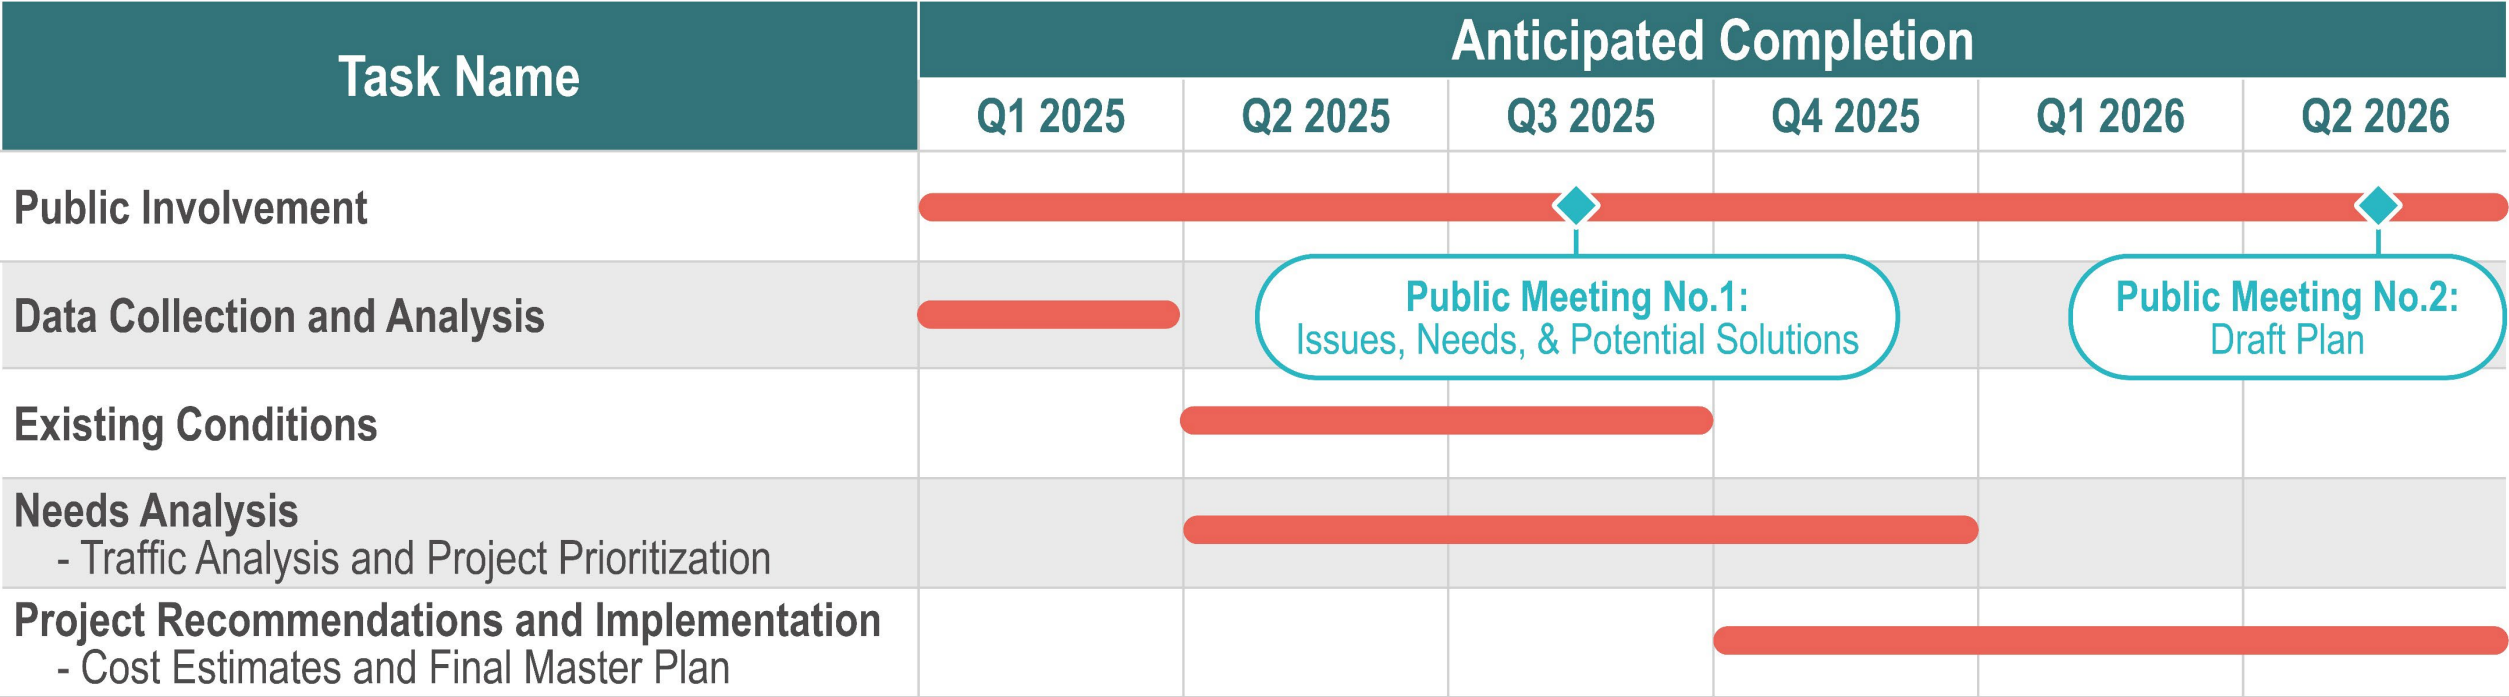 Task Name
Anticipated Completion
Q1 2025
Q2 2025
Q3 2025
Q4 2025
Q1 2026
Q2 2026
Public Involvement
Data Collection and Analysis
Public Meeting No.1:
Issues, Needs, & Potential Solutions
Public Meeting No.2:
Draft Plan
Existing Conditions
Needs Analysis
- Traffic Analysis and Project Prioritization
Project Recommendations and Implementation
- Cost Estimates and Final Master Plan